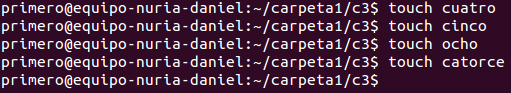 primero@equipo-nuria-daniel:~/carpeta1/c3$ touch cuatro
primero@equipo-nuria-daniel:~/carpeta1/c3$ touch cinco
primero@equipo-nuria-daniel:~/carpeta1/c3$ touch ocho
primero@equipo-nuria-daniel:~/carpeta1/c3$ touch catorce
primero@equipo-nuria-daniel:~/carpeta1/c3$